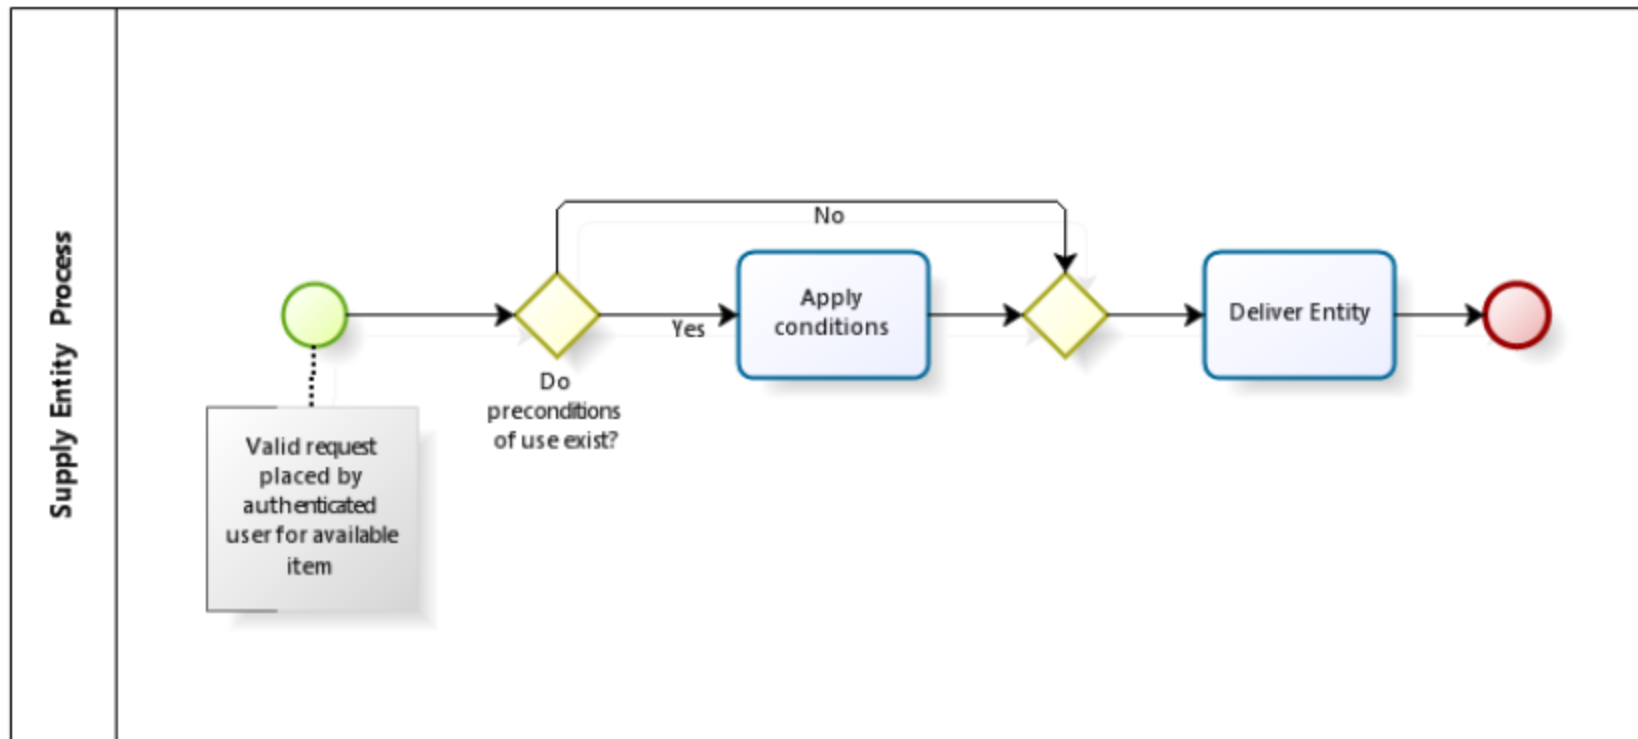 Supply Entity Process
No
Yes
Apply
conditions
Deliver Entity
Do
preconditions
of use exist?
Valid request
placed by
authenticated
user for available
item